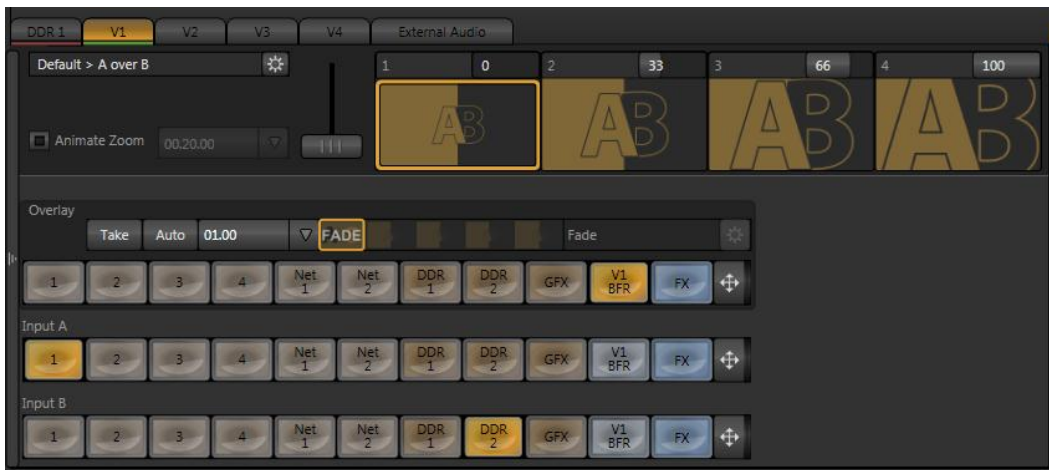 DDR 1 V1 V2 V3 V4 External Audio
Default > A over B 1 0 2 33 3 66 4 100
AB AB AB AB
Animate Zoom 00.20.00
Overlay
Take Auto 01.00 FADE Fade
1 2 3 4 Net 1 Net 2 DDR 1 DDR 2 GFX V1 BFR FX
Input A
1 2 3 4 Net 1 Net 2 DDR 1 DDR 2 GFX V1 BFR FX
Input B
1 2 3 4 Net 1 Net 2 DDR 1 DDR 2 GFX V1 BFR FX